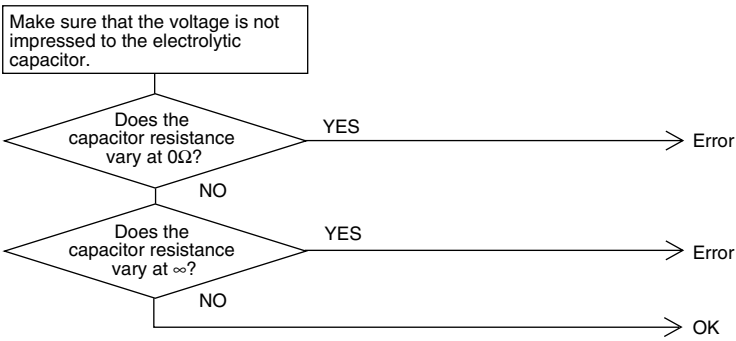 Make sure that the voltage is not
impressed to the electrolytic
capacitor.
Does the
capacitor resistance
vary at 0Ω?
YES
Error
NO
Does the
capacitor resistance
vary at ∞?
YES
Error
NO
OK